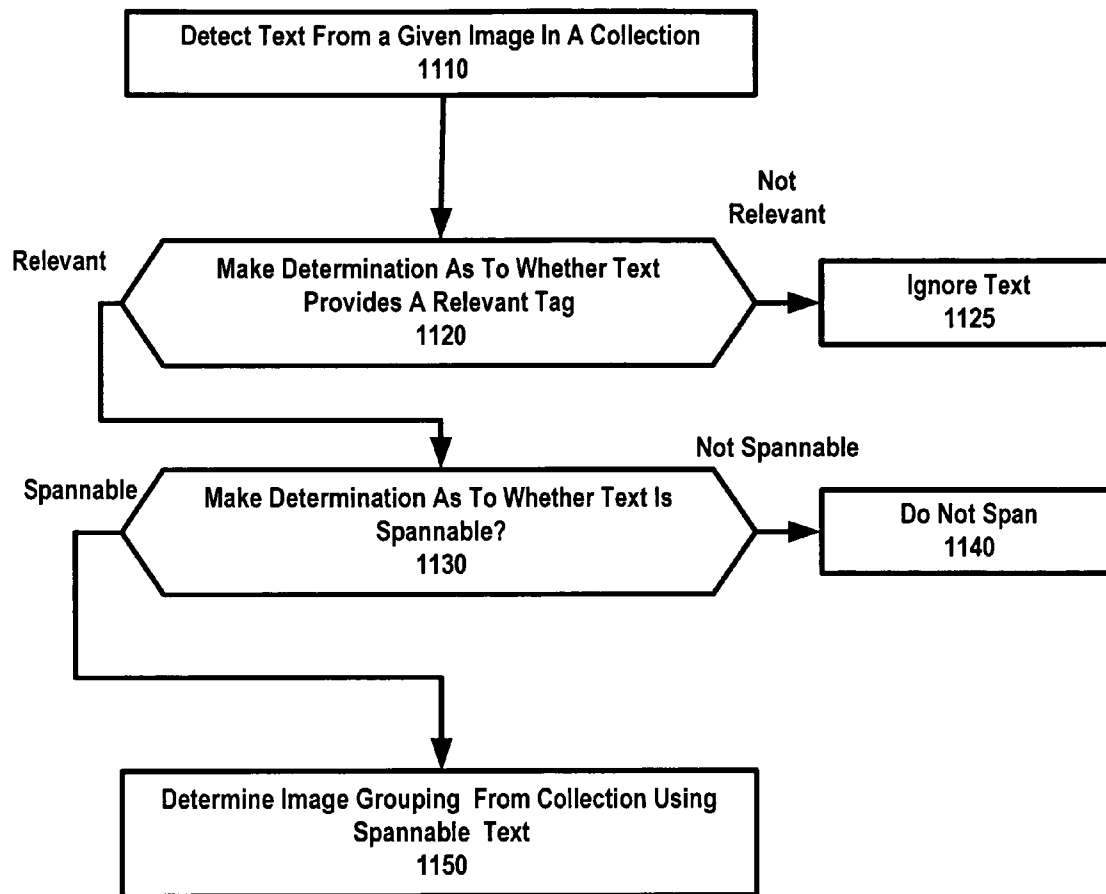 Detect Text From a Given Image In A Collection
1110
Not
Relevant
Relevant
Make Determination As To Whether Text
Provides A Relevant Tag
1120
Ignore Text
1125
Not Spannable
Spannable
Make Determination As To Whether Text Is
Spannable?
1130
Do Not Span
1140
Determine Image Grouping From Collection Using
Spannable Text
1150